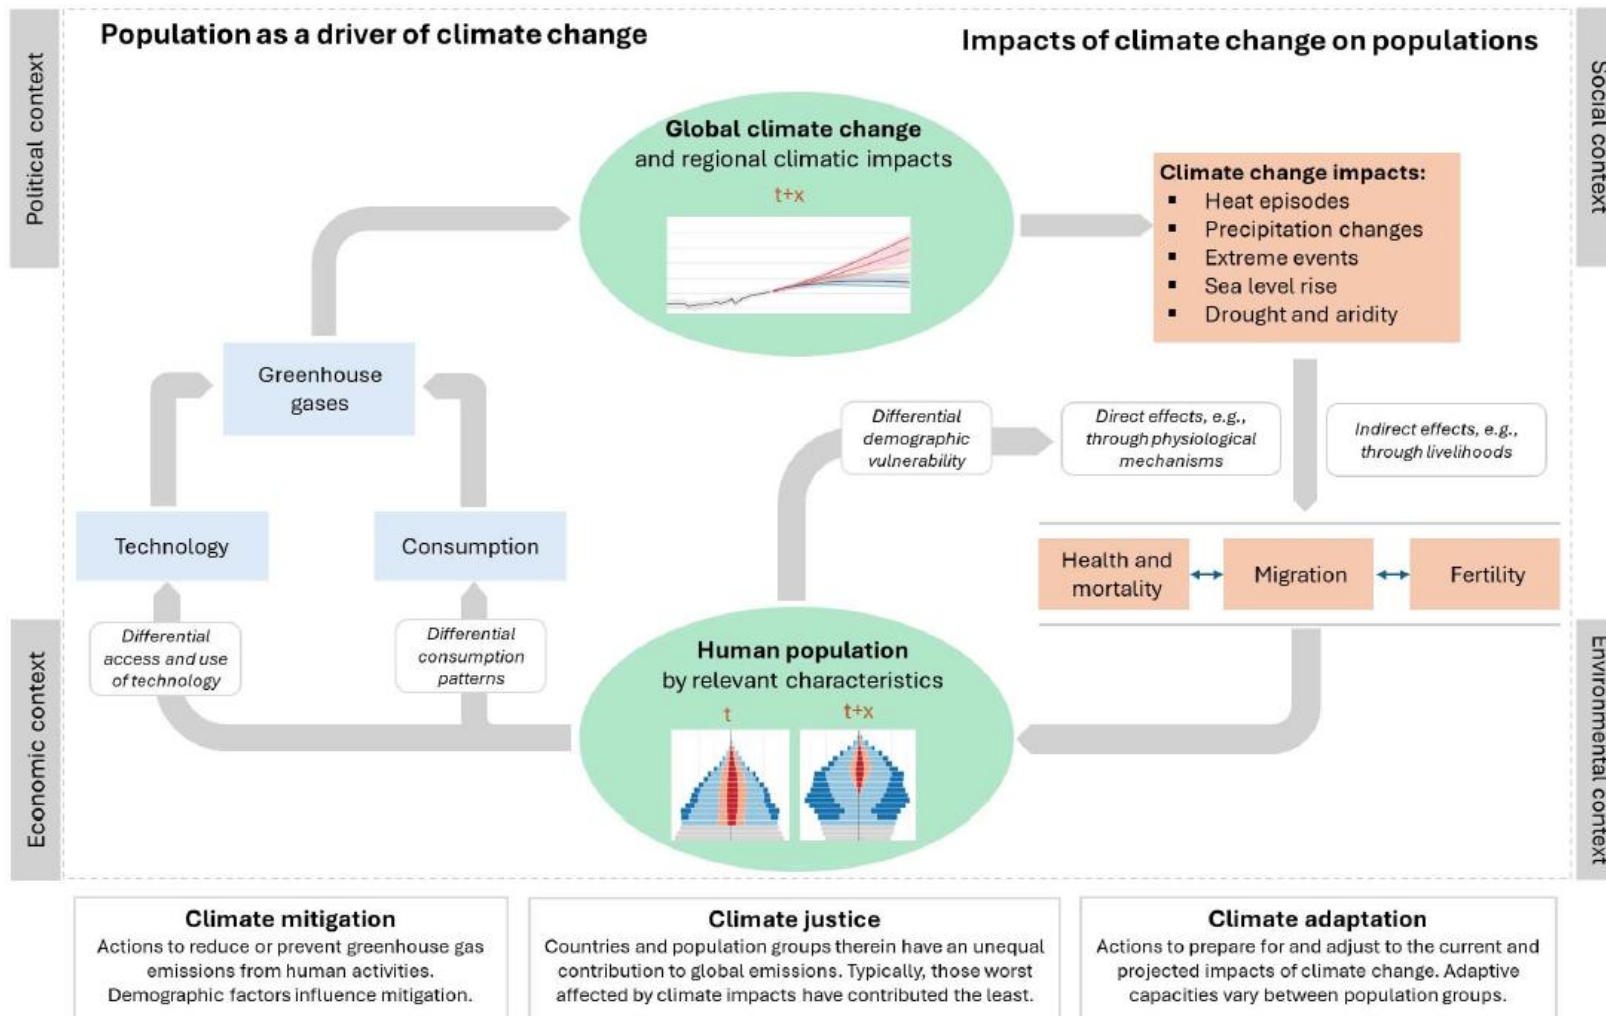 Population as a driver of climate change
Impacts of climate change on populations
Political context
Social context
Economic context
Environmental context
Global climate change
and regional climatic impacts
t+x
Climate change impacts:
▪ Heat episodes
▪ Precipitation changes
▪ Extreme events
▪ Sea level rise
▪ Drought and aridity
Greenhouse
gases
Technology
Consumption
Differential
access and use
of technology
Differential
consumption
patterns
Differential
demographic
vulnerability
Direct effects, e.g.,
through physiological
mechanisms
Indirect effects, e.g.,
through livelihoods
Health and
mortality
Migration
Fertility
Human population
by relevant characteristics
t
t+x
Climate mitigation
Actions to reduce or prevent greenhouse gas
emissions from human activities.
Demographic factors influence mitigation.
Climate justice
Countries and population groups therein have an unequal
contribution to global emissions. Typically, those worst
affected by climate impacts have contributed the least.
Climate adaptation
Actions to prepare for and adjust to the current and
projected impacts of climate change. Adaptive
capacities vary between population groups.